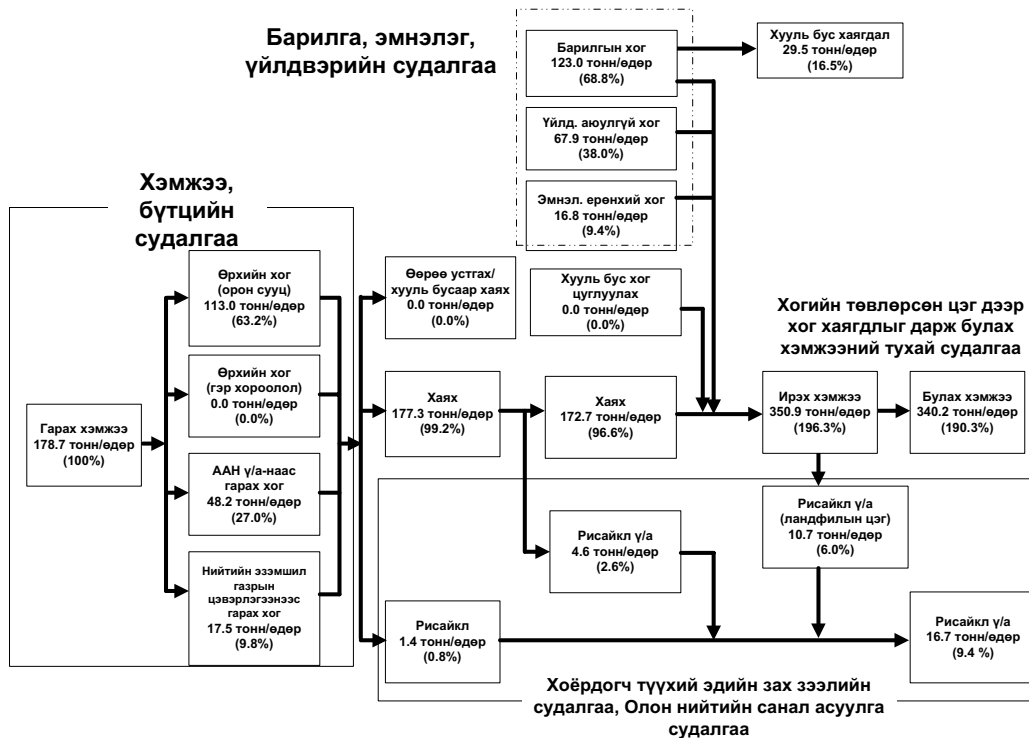 Барилга, эмнэлэг,
үйлдвэрийн судалгаа
Барилгын хог
123.0 тонн/өдөр
(68.8%)
Хууль бус хаягдал
29.5 тонн/өдөр
(16.5%)
Үйлд. аюулгүй хог
67.9 тонн/өдөр
(38.0%)
Эмнэл. ерөнхий хог
16.8 тонн/өдөр
(9.4%)
Хэмжээ,
бүтцийн
судалгаа
Өрхийн хог
(орон сууц)
113.0 тонн/өдөр
(63.2%)
Өөрөө устгах/
хууль бусаар хаях
0.0 тонн/өдөр
(0.0%)
Хууль бус хог
цуглуулах
0.0 тонн/өдөр
(0.0%)
Хогийн төвлөрсөн цэг дээр
хог хаягдлыг дарж булах
хэмжээний тухай судалгаа
Өрхийн хог
(гэр хороолол)
0.0 тонн/өдөр
(0.0%)
Гарах хэмжээ
178.7 тонн/өдөр
(100%)
Хаях
177.3 тонн/өдөр
(99.2%)
Хаях
172.7 тонн/өдөр
(96.6%)
Ирэх хэмжээ
350.9 тонн/өдөр
(196.3%)
Булах хэмжээ
340.2 тонн/өдөр
(190.3%)
ААН ү/а-наас
гарах хог
48.2 тонн/өдөр
(27.0%)
Рисайкл ү/а
4.6 тонн/өдөр
(2.6%)
Рисайкл ү/а
(ландфилын цэг)
10.7 тонн/өдөр
(6.0%)
Нийтийн эзэмшил
газрын
цэвэрлэгээнээс
гарах хог
17.5 тонн/өдөр
(9.8%)
Рисайкл
1.4 тонн/өдөр
(0.8%)
Рисайкл ү/а
16.7 тонн/өдөр
(9.4 %)
Хоёрдогч түүхий эдийн зах зээлийн
судалгаа, Олон нийтийн санал асуулга
судалгаа